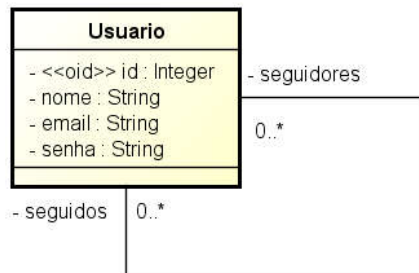 Usuario
- <<oid>> id : Integer
- nome : String
- email : String
- senha : String
- seguidores
0..*
- seguidos 0..*